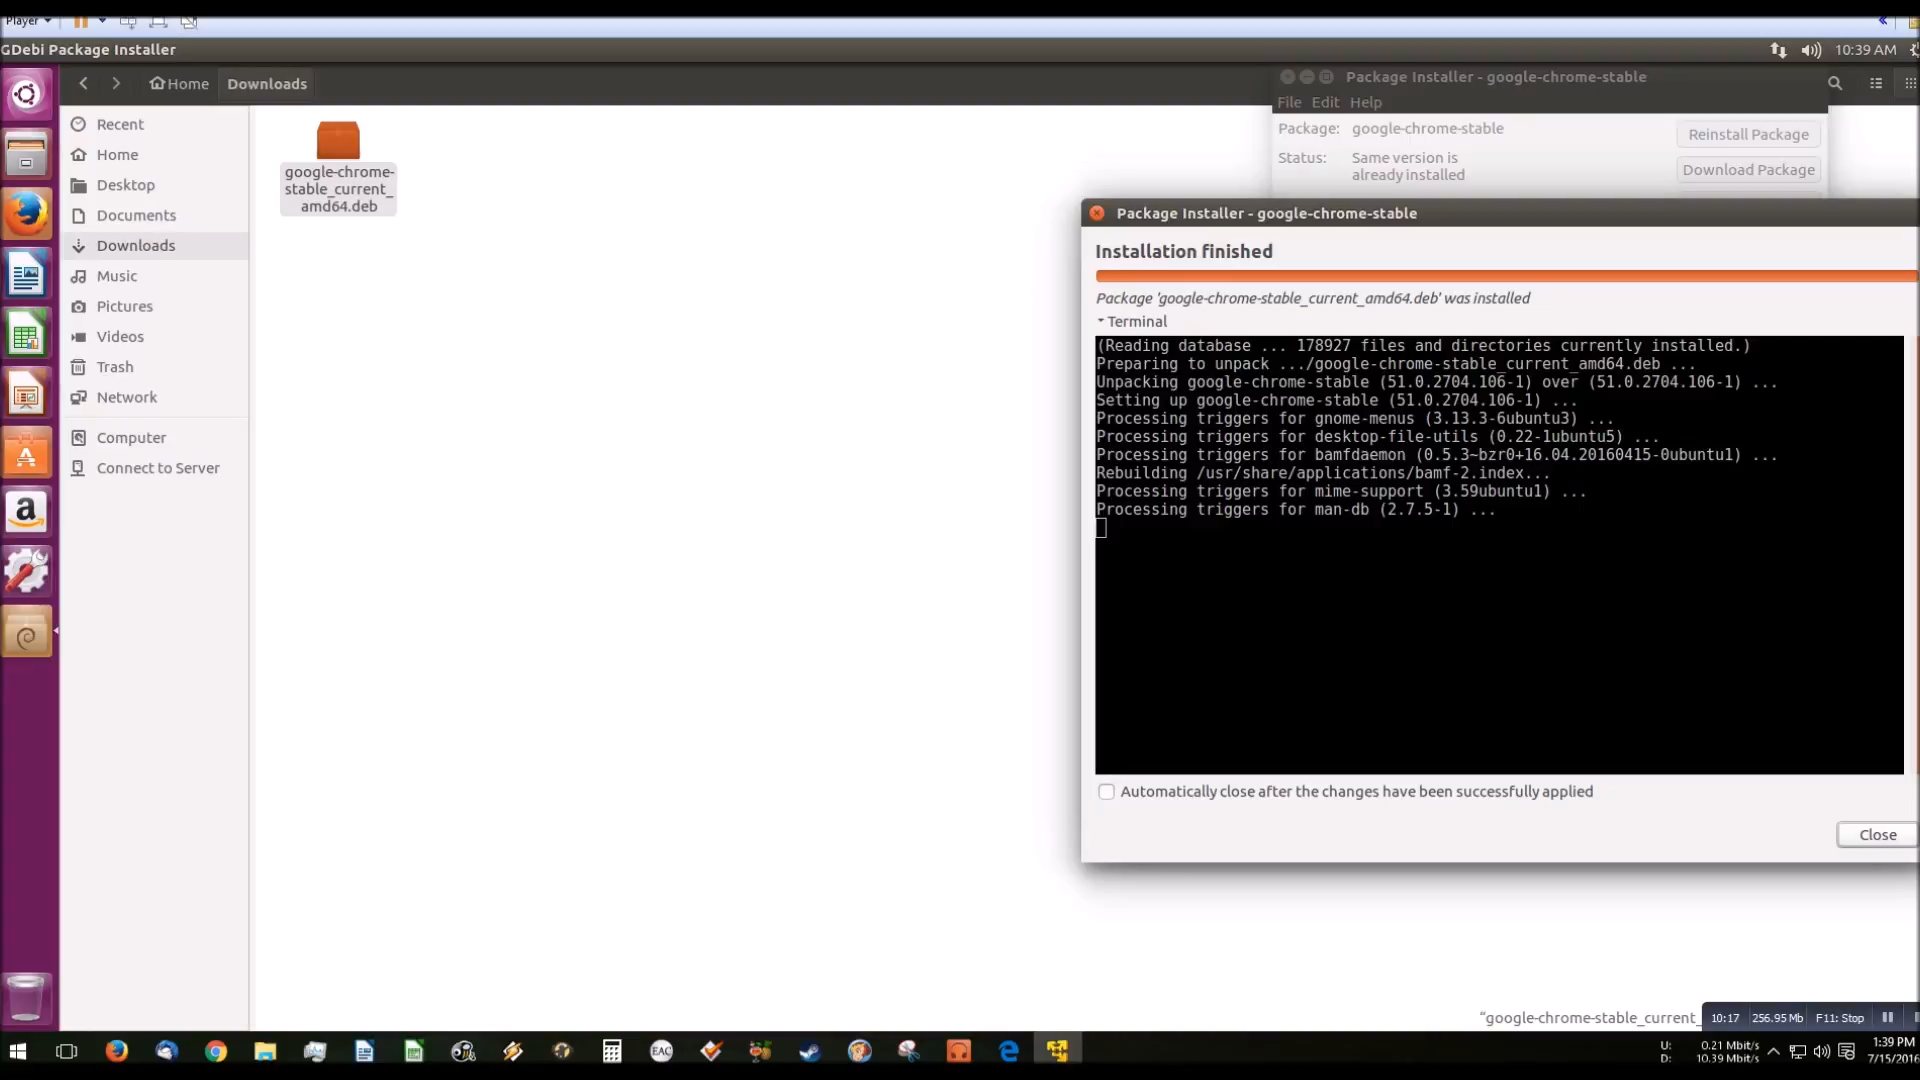 Player
GDebi Package Installer
10:39 AM
Home
Downloads
Recent
Home
Desktop
Documents
Downloads
Music
Pictures
Videos
Trash
Network
Computer
Connect to Server
google-chrome-
stable_current_
amd64.deb
Package Installer - google-chrome-stable
File Edit Help
Package: google-chrome-stable
Reinstall Package
Status: Same version is
already installed
Download Package
Package Installer - google-chrome-stable
Installation finished
Package 'google-chrome-stable_current_amd64.deb' was installed
Terminal
(Reading database ... 178927 files and directories currently installed.)
Preparing to unpack .../google-chrome-stable_current_amd64.deb ...
Unpacking google-chrome-stable (51.0.2704.106-1) over (51.0.2704.106-1) ...
Setting up google-chrome-stable (51.0.2704.106-1) ...
Processing triggers for gnome-menus (3.13.3-6ubuntu3) ...
Processing triggers for desktop-file-utils (0.22-1ubuntu5) ...
Processing triggers for bamfdaemon (0.5.3~bzr0+16.04.20160415-0ubuntu1) ...
Rebuilding /usr/share/applications/bamf-2.index...
Processing triggers for mime-support (3.59ubuntu1) ...
Processing triggers for man-db (2.7.5-1) ...
Automatically close after the changes have been successfully applied
Close
"google-chrome-stable_current_
10:17 256.95 Mb F11: Stop
EAC
U: 0.21 Mbit/s
D: 10.39 Mbit/s
1:39 PM
7/15/2016